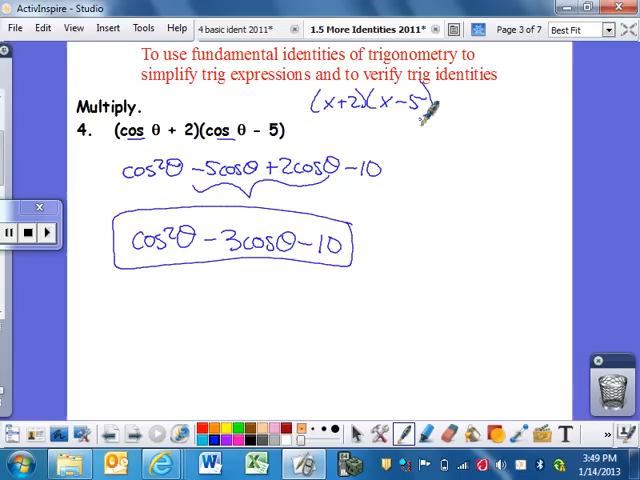 ActivInspire - Studio
File Edit View Insert Tools Help
4 basic ident 2011*
1.5 More Identities 2011*
Page 3 of 7
Best Fit
To use fundamental identities of trigonometry to
simplify trig expressions and to verify trig identities
Multiply.
(x+2)(x-5)
4. (cos θ + 2)(cos θ – 5)
cos²θ -5cosθ +2cosθ -10
cos²θ -3cosθ -10
3:49 PM
1/14/2013